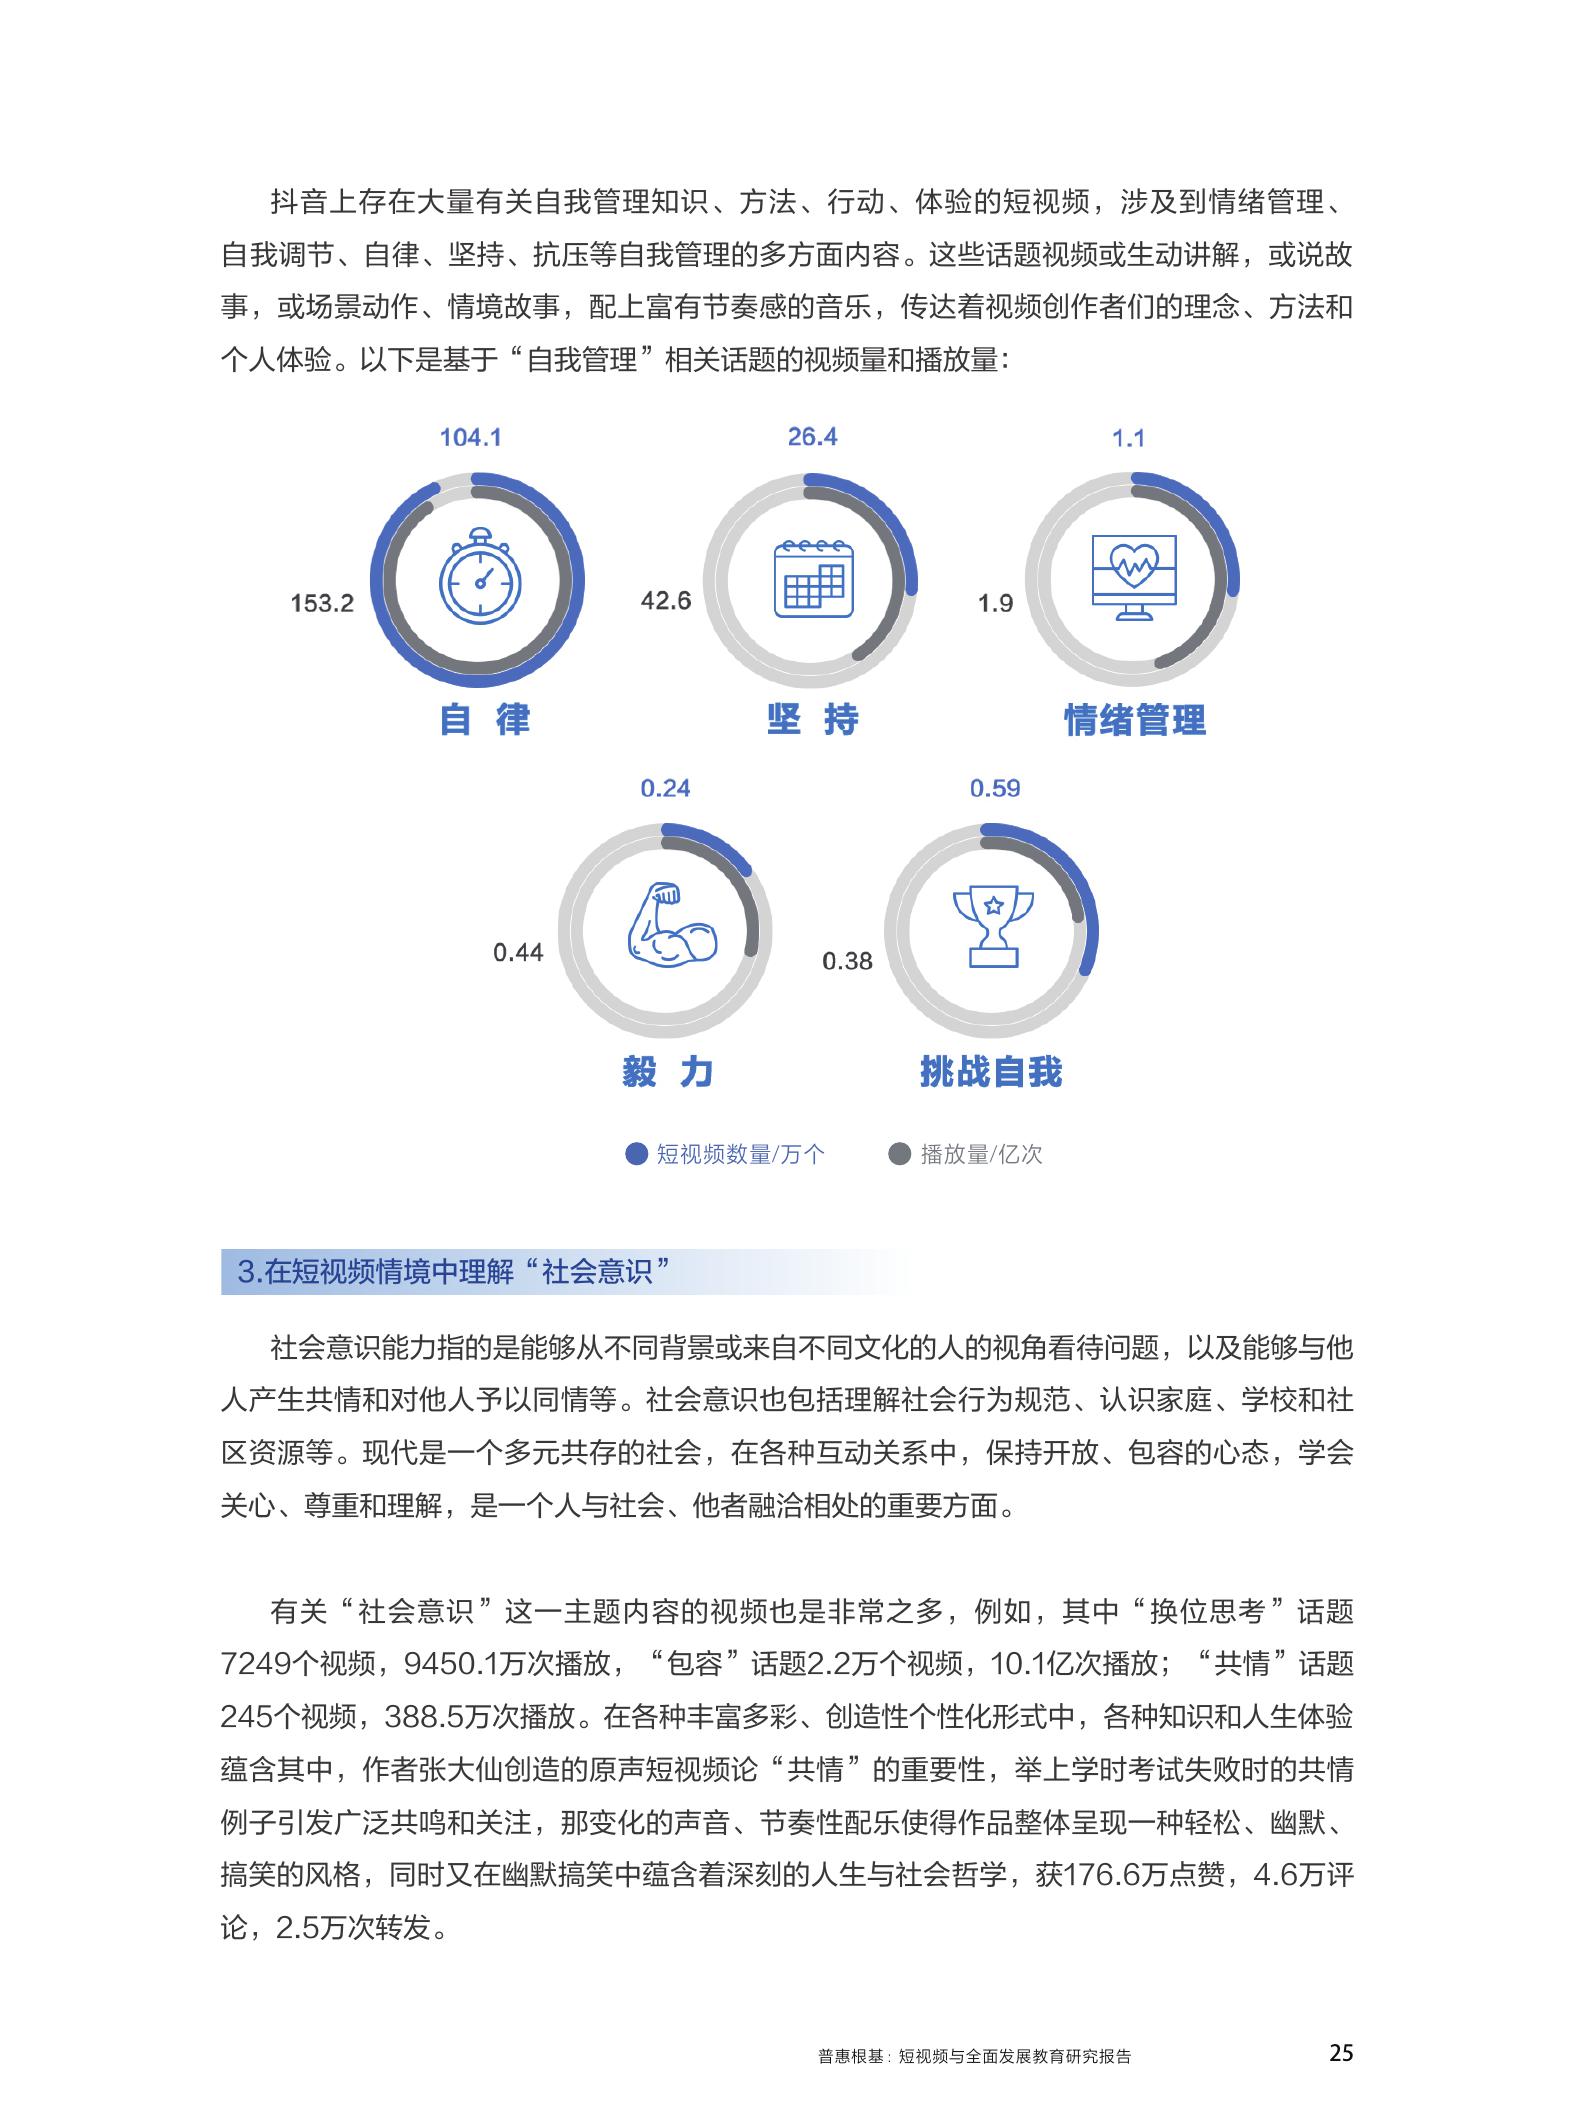 抖音上存在大量有关自我管理知识、方法、行动、体验的短视频，涉及到情绪管理、
自我调节、自律、坚持、抗压等自我管理的多方面内容。这些话题视频或生动讲解，或说故
事，或场景动作、情境故事，配上富有节奏感的音乐，传达着视频创作者们的理念、方法和
个人体验。以下是基于“自我管理”相关话题的视频量和播放量：
104.1
153.2
自 律
26.4
42.6
坚 持
1.1
1.9
情绪管理
0.24
0.44
毅 力
0.59
0.38
挑战自我
短视频数量/万个
播放量/亿次
3.在短视频情境中理解“社会意识”
社会意识能力指的是能够从不同背景或来自不同文化的人的视角看待问题，以及能够与他
人产生共情和对他人予以同情等。社会意识也包括理解社会行为规范、认识家庭、学校和社
区资源等。现代是一个多元共存的社会，在各种互动关系中，保持开放、包容的心态，学会
关心、尊重和理解，是一个人与社会、他者融洽相处的重要方面。
有关“社会意识”这一主题内容的视频也是非常之多，例如，其中“换位思考”话题
7249个视频，9450.1万次播放，“包容”话题2.2万个视频，10.1亿次播放；“共情”话题
245个视频，388.5万次播放。在各种丰富多彩、创造性个性化形式中，各种知识和人生体验
蕴含其中，作者张大仙创造的原声短视频论“共情”的重要性，举上学时考试失败时的共情
例子引发广泛共鸣和关注，那变化的声音、节奏性配乐使得作品整体呈现一种轻松、幽默、
搞笑的风格，同时又在幽默搞笑中蕴含着深刻的人生与社会哲学，获176.6万点赞，4.6万评
论，2.5万次转发。
普惠根基：短视频与全面发展教育研究报告
25